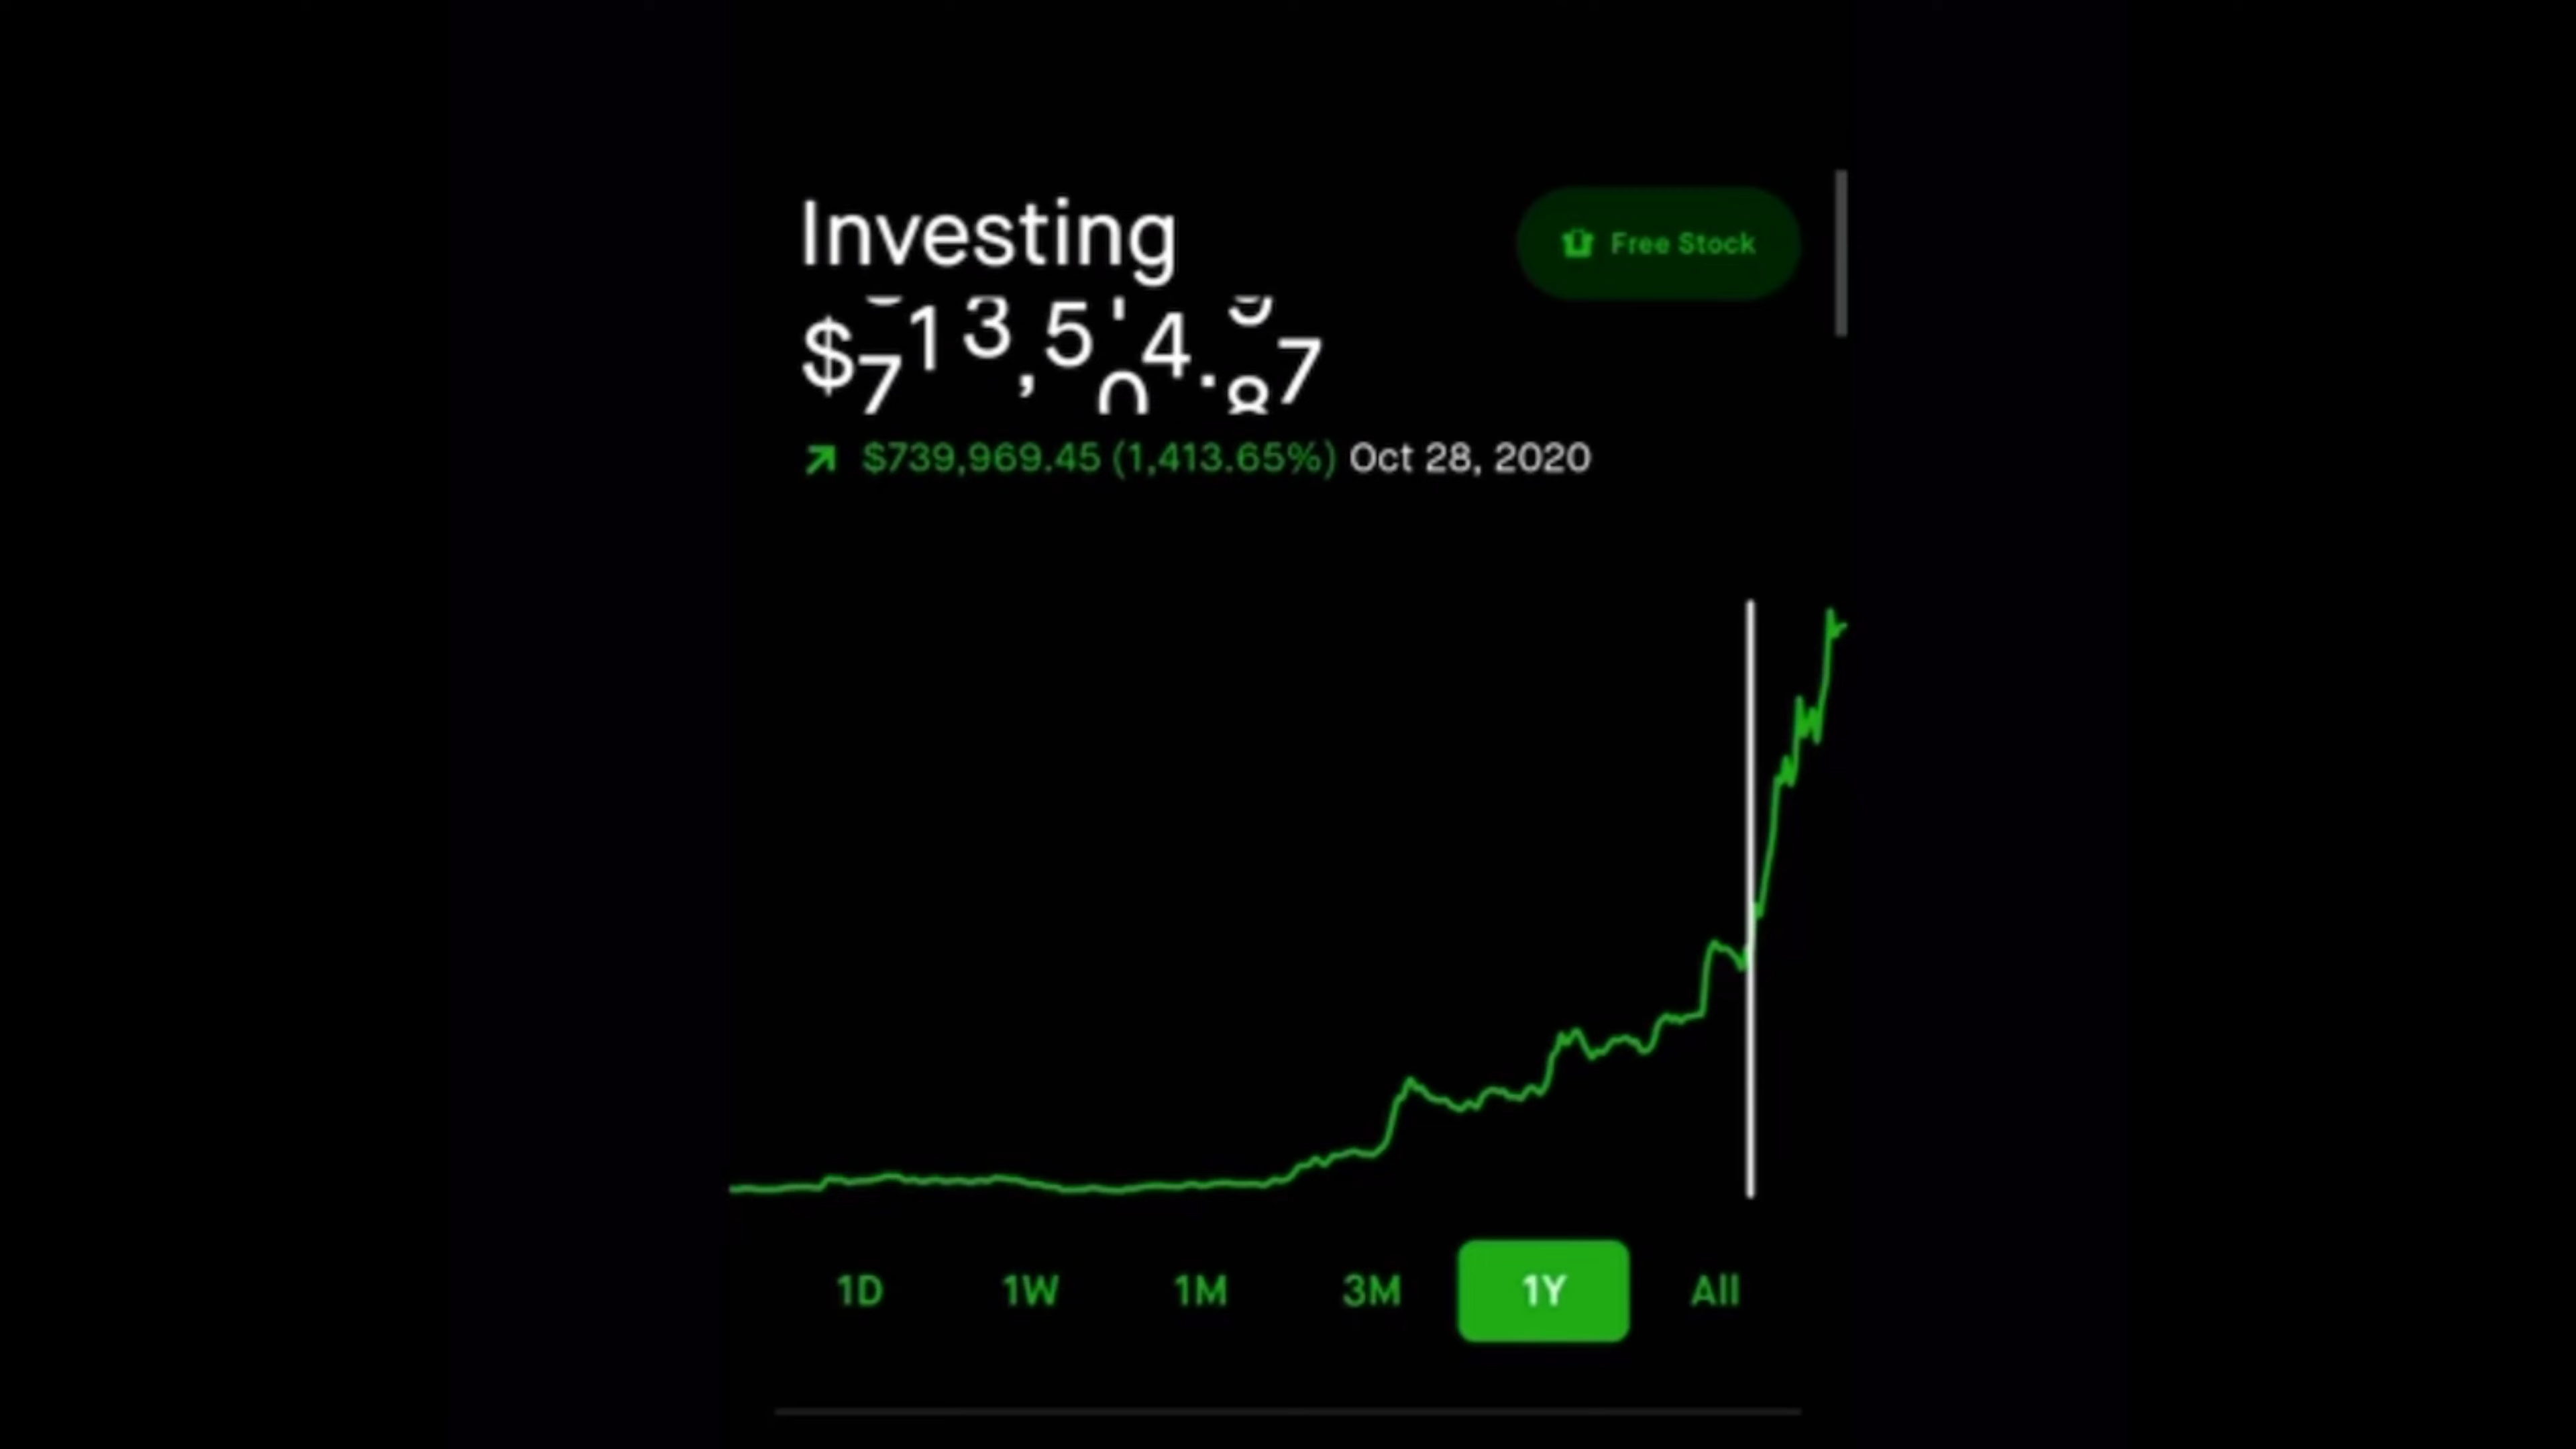 Investing
Free Stock
$739,969.45 (1,413.65%) Oct 28, 2020
1D 1W 1M 3M 1Y All